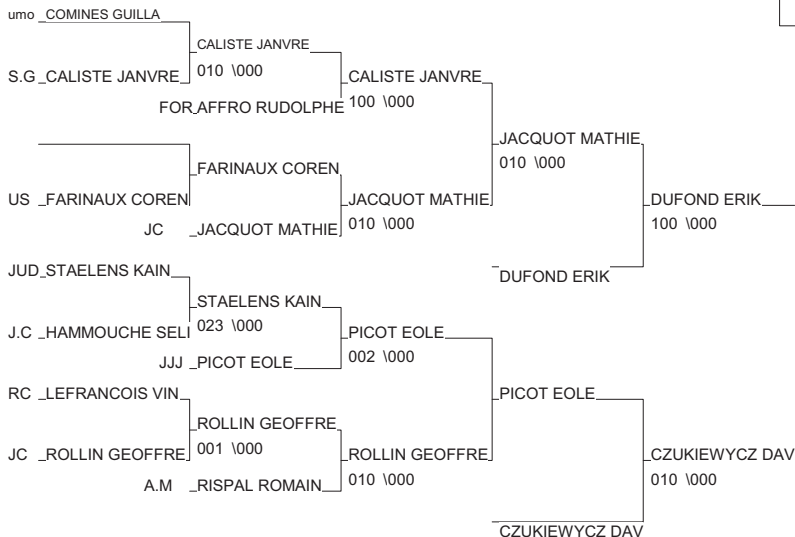 umo COMINES GUILLA
CALISTE JANVRE
010 \000
S.G CALISTE JANVRE
CALISTE JANVRE
100 \000
FOR AFFRO RUDOLPHE
JACQUOT MATHIE
010 \000
FARINAUX COREN
US FARINAUX COREN
JACQUOT MATHIE
010 \000
DUFOND ERIK
100 \000
JC JACQUOT MATHIE
JUD STAELENS KAIN
DUFOND ERIK
STAELENS KAIN
023 \000
J.C HAMMOUCHE SELI
PICOT EOLE
002 \000
JJJ PICOT EOLE
RC LEFRANCOIS VIN
PICOT EOLE
ROLLIN GEOFFRE
001 \000
JC ROLLIN GEOFFRE
ROLLIN GEOFFRE
010 \000
CZUKIEWYCZ DAV
010 \000
A.M RISPAL ROMAIN
CZUKIEWYCZ DAV